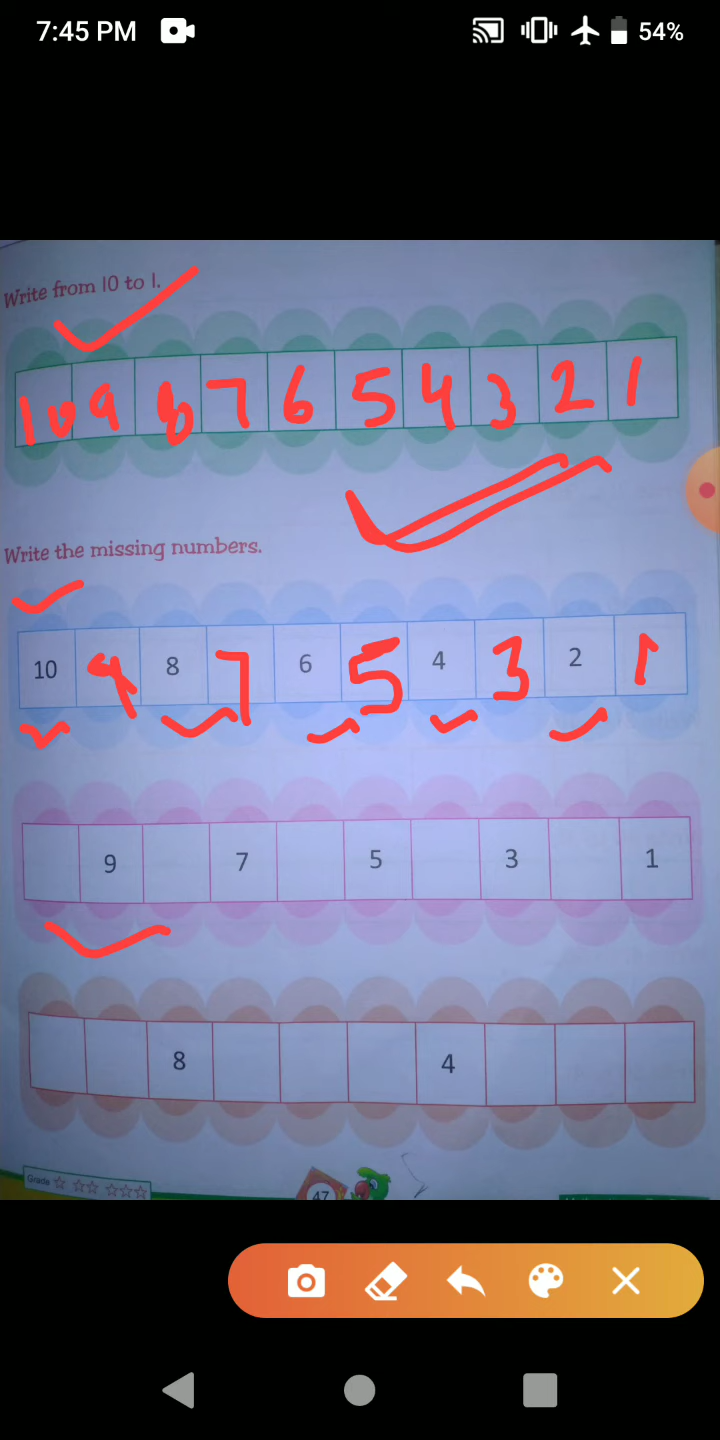 7:45 PM 54%
Write from 10 to 1.
10 9 8 7 6 5 4 3 2 1
Write the missing numbers.
10 9 8 7 6 5 4 3 2 1
9 7 5 3 1
8 4
Grade
47